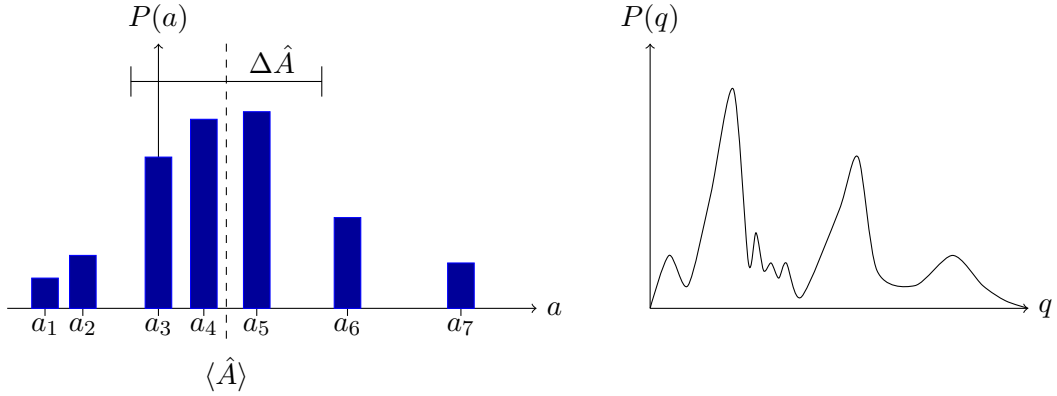 P(a)
P(q)
ΔÂ
a₁ a₂ a₃ a₄ a₅ a₆ a₇ a
q
⟨Â⟩